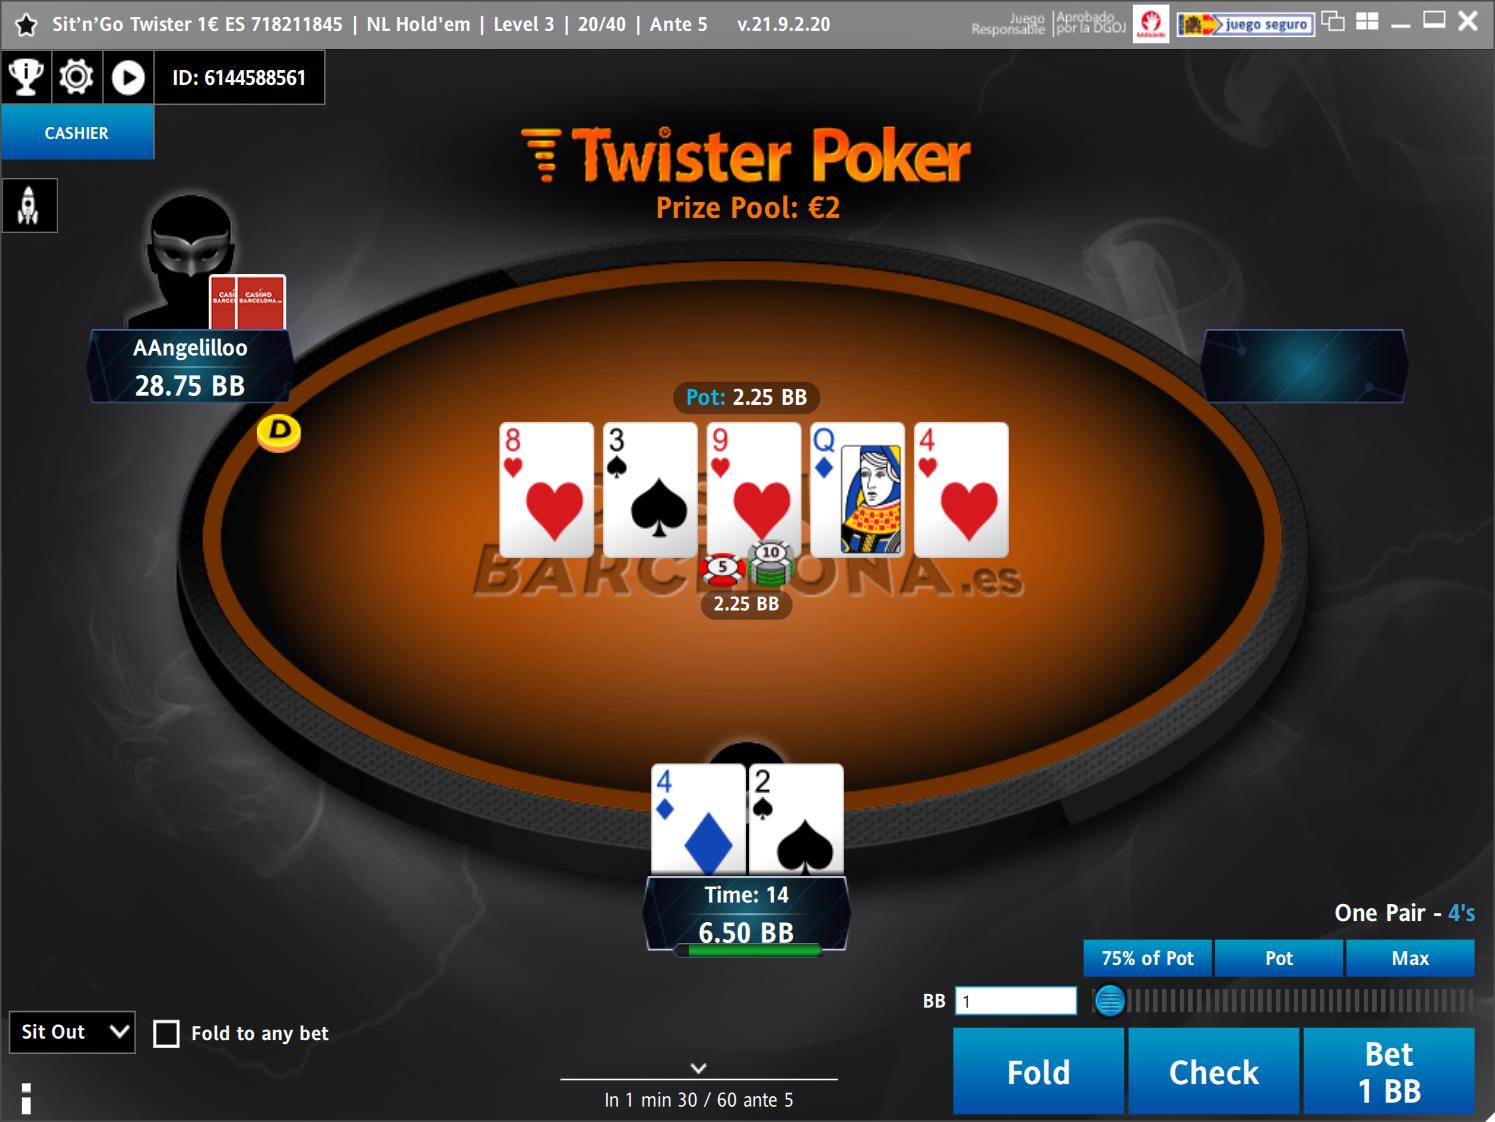 Sit’n’Go Twister 1€ ES 718211845 | NL Hold'em | Level 3 | 20/40 | Ante 5 v.21.9.2.20
Juego Responsable
Aprobado por la DGOJ
juego seguro
ID: 6144588561
CASHIER
Twister Poker
Prize Pool: €2
CASINO BARCELONA.es
AAngelilloo
28.75 BB
D
Pot: 2.25 BB
8 3 9 Q 4
5 10
BARCELONA.es
2.25 BB
4 2
Time: 14
6.50 BB
One Pair - 4's
75% of Pot Pot Max
BB 1
Sit Out Fold to any bet
Fold Check Bet 1 BB
In 1 min 30 / 60 ante 5